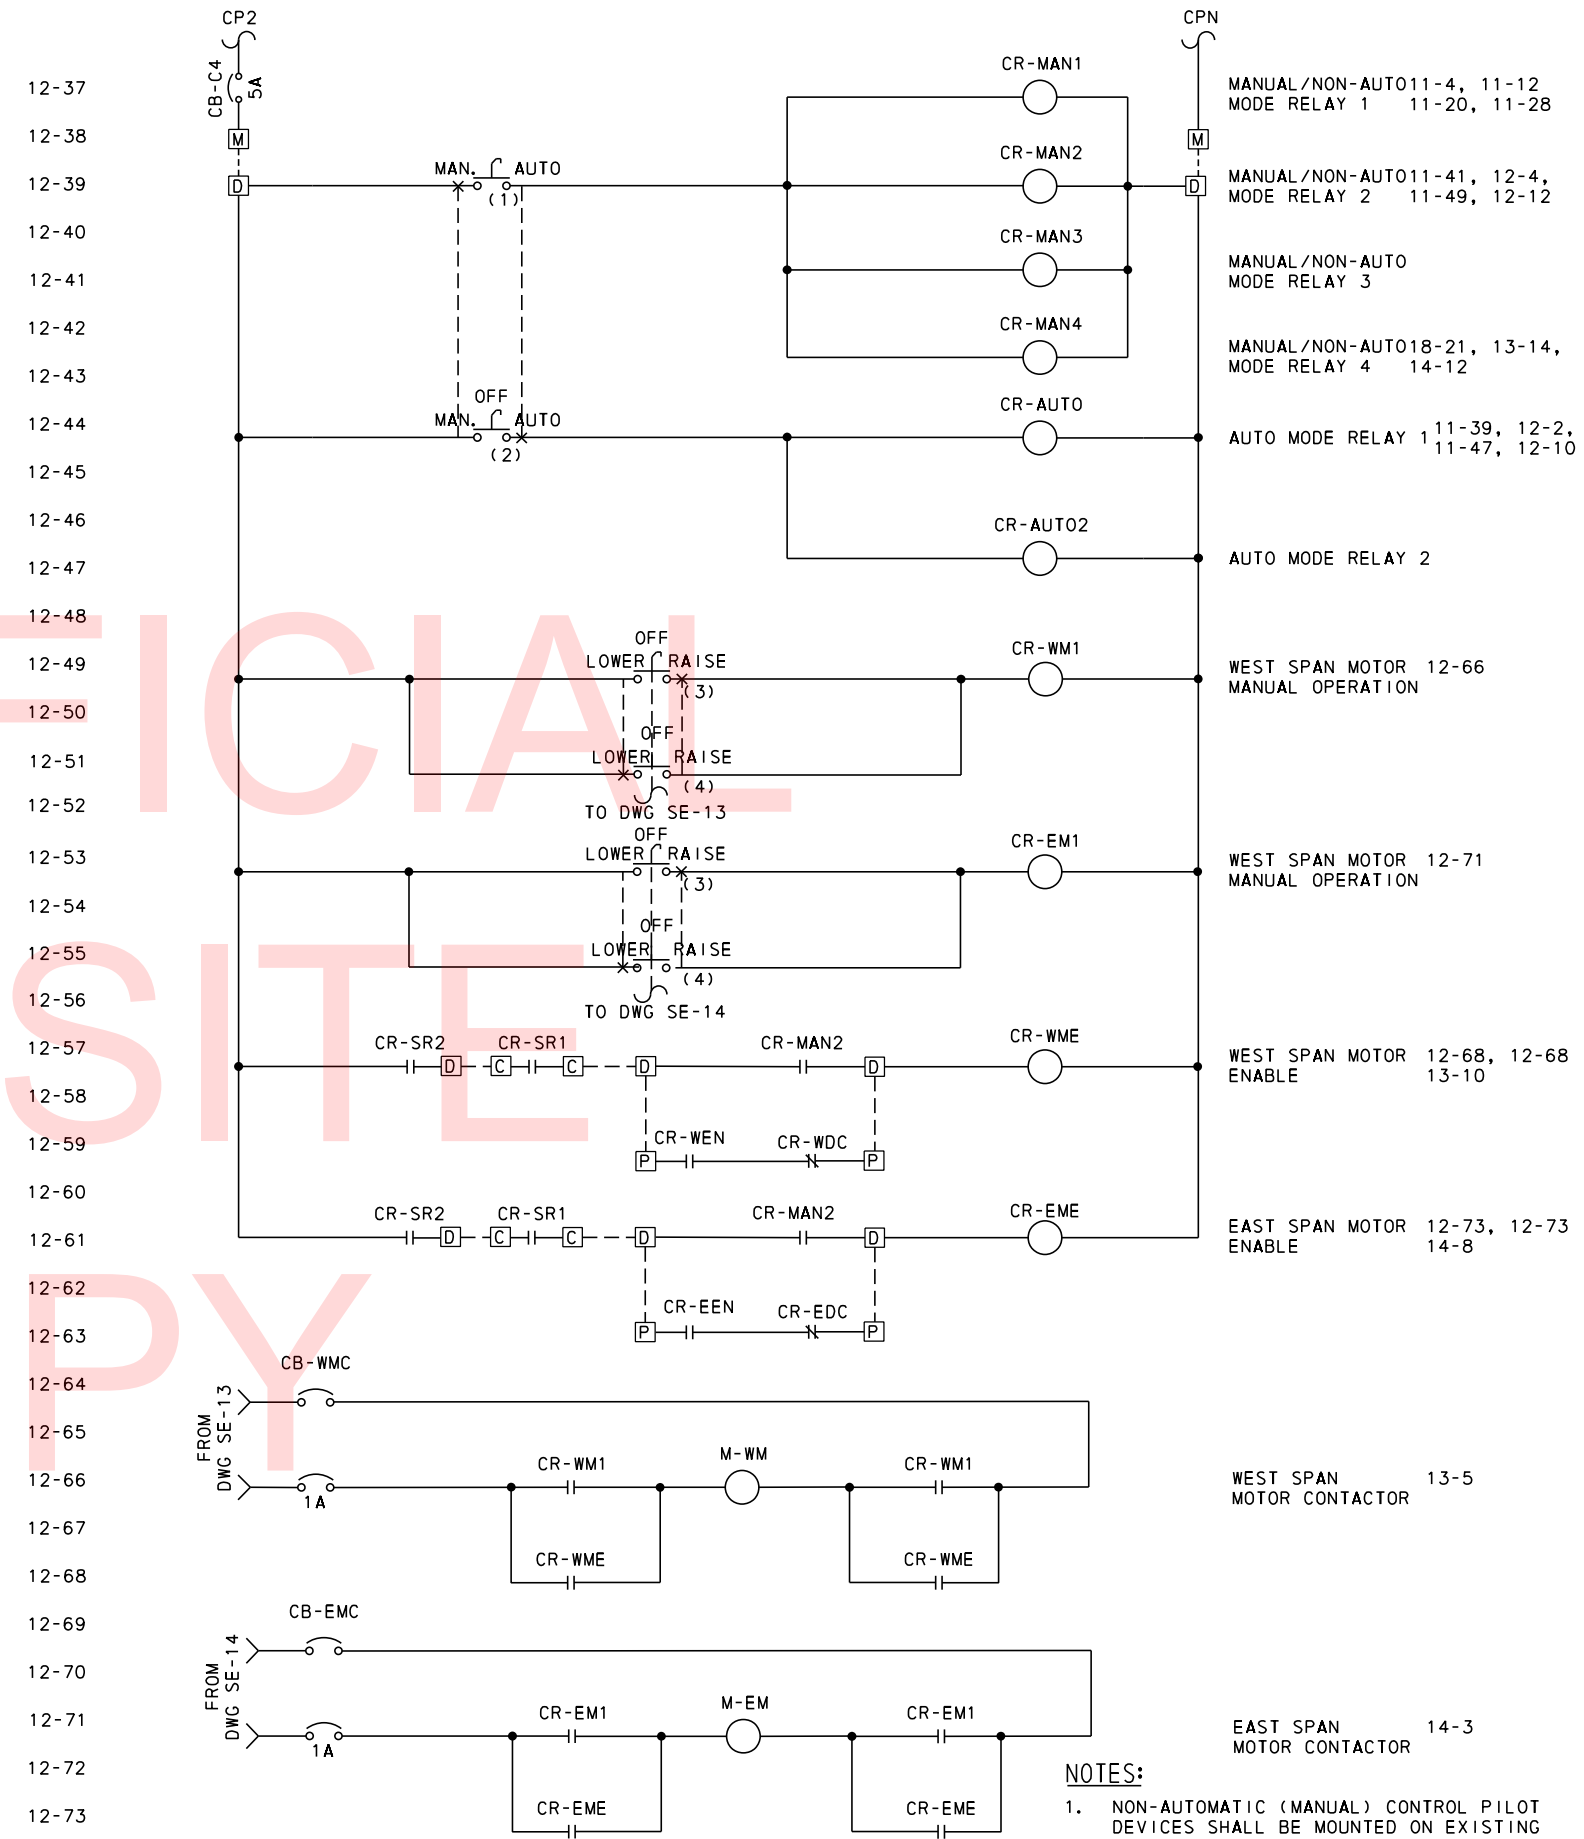 CP2 CPN
12-37 CB-C4 5A CR-MAN1 MANUAL/NON-AUTO 11-4, 11-12
MODE RELAY 1 11-20, 11-28
12-38 M M
CR-MAN2
12-39 D MAN. AUTO D MANUAL/NON-AUTO 11-41, 12-4,
(1) MODE RELAY 2 11-49, 12-12
12-40 CR-MAN3
12-41 MANUAL/NON-AUTO
MODE RELAY 3
12-42 CR-MAN4
12-43 MANUAL/NON-AUTO 18-21, 13-14,
MODE RELAY 4 14-12
OFF CR-AUTO
12-44 MAN. AUTO AUTO MODE RELAY 1 11-39, 12-2,
(2) 11-47, 12-10
12-45
12-46 CR-AUTO2
12-47 AUTO MODE RELAY 2
12-48
FICIAL
OFF CR-WM1
12-49 LOWER RAISE WEST SPAN MOTOR 12-66
(3) MANUAL OPERATION
12-50
OFF
12-51 LOWER RAISE
(4)
12-52 TO DWG SE-13
OFF CR-EM1
12-53 LOWER RAISE WEST SPAN MOTOR 12-71
(3) MANUAL OPERATION
12-54
OFF
12-55 LOWER RAISE
(4)
SITE
12-56 TO DWG SE-14
12-57 CR-SR2 CR-SR1 CR-MAN2 CR-WME
D C C D D WEST SPAN MOTOR 12-68, 12-68
ENABLE 13-10
12-58
12-59 CR-WEN CR-WDC
P P
12-60
CR-SR2 CR-SR1 CR-MAN2 CR-EME
12-61 D C C D D EAST SPAN MOTOR 12-73, 12-73
ENABLE 14-8
12-62 CR-EEN CR-EDC
12-63 P P
PY
12-64 CB-WMC
12-65 FROM
DWG SE-13
12-66 CR-WM1 M-WM CR-WM1 WEST SPAN 13-5
1A MOTOR CONTACTOR
12-67
12-68 CR-WME CR-WME
12-69 CB-EMC
12-70 FROM
DWG SE-14
12-71 CR-EM1 M-EM CR-EM1 EAST SPAN 14-3
1A MOTOR CONTACTOR
12-72
NOTES:
12-73 CR-EME CR-EME
1. NON-AUTOMATIC (MANUAL) CONTROL PILOT
DEVICES SHALL BE MOUNTED ON EXISTING